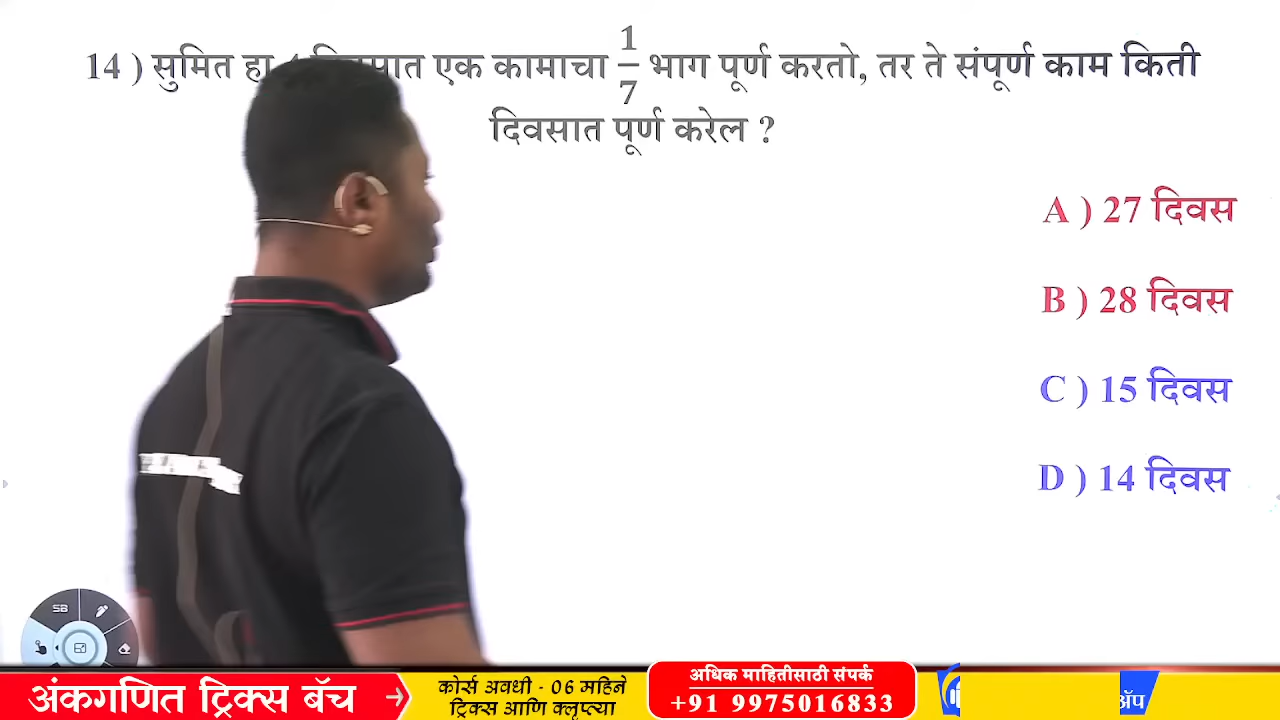 14 ) सुमित हा एक कामाचा 1/7 भाग पूर्ण करतो, तर ते संपूर्ण काम किती
दिवसात पूर्ण करेल ?
A ) 27 दिवस
B ) 28 दिवस
C ) 15 दिवस
D ) 14 दिवस
SB
अंकगणित ट्रिक्स बॅच
कोर्स अवधी - 06 महिने
ट्रिक्स आणि क्लुप्त्या
अधिक माहितीसाठी संपर्क
+91 9975016833
ॲप